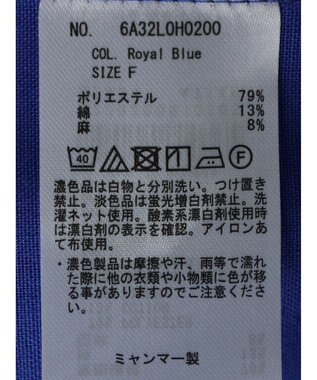 NO. 6A32L0H0200
COL. Royal Blue
SIZE F
ポリエステル 79%
綿 13%
麻 8%
40 F
濃色品は白物と分別洗い。つけ置き
禁止。淡色品は蛍光増白剤禁止。洗
濯ネット使用。酸素系漂白剤使用時
は漂白剤の表示を確認。アイロンあ
て布使用。
・濃色製品は摩擦や汗、雨等で濡れ
た際に他の衣類や小物類に色が移
る事がありますのでご注意くださ
い。
ミャンマー製